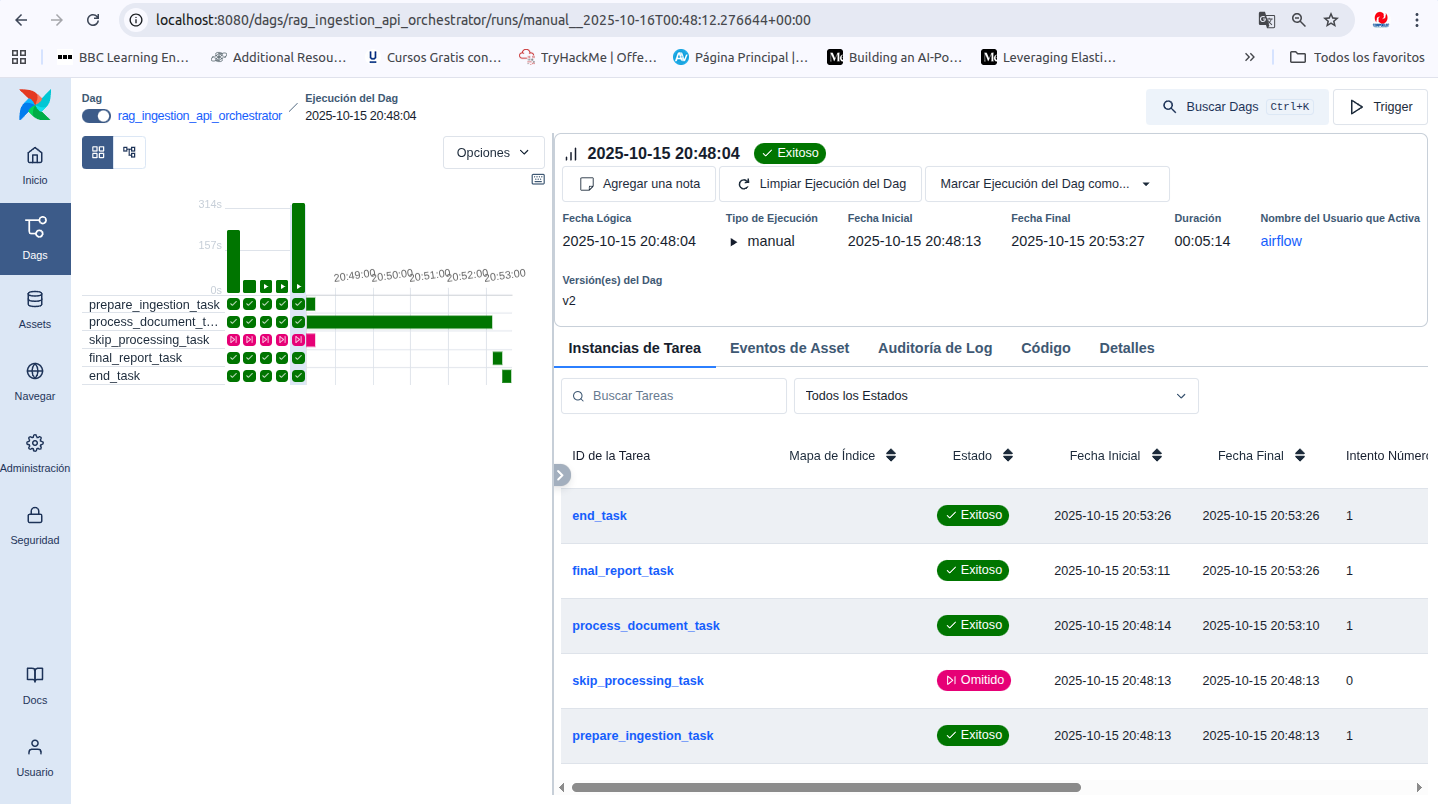 localhost:8080/dags/rag_ingestion_api_orchestrator/runs/manual__2025-10-16T00:48:12.276644+00:00
BBC Learning En...
Additional Resou...
Cursos Gratis con...
TryHackMe | Offe...
Página Principal |...
Building an AI-Po...
Leveraging Elasti...
Todos los favoritos
Dag
rag_ingestion_api_orchestrator
Ejecución del Dag
2025-10-15 20:48:04
Buscar Dags Ctrl+K
Trigger
Inicio
Dags
Assets
Navegar
Administración
Seguridad
Docs
Usuario
Opciones
314s
157s
0s
20:49:00 20:50:00 20:51:00 20:52:00 20:53:00
prepare_ingestion_task
process_document_t...
skip_processing_task
final_report_task
end_task
2025-10-15 20:48:04 Exitoso
Agregar una nota
Limpiar Ejecución del Dag
Marcar Ejecución del Dag como...
Fecha Lógica Tipo de Ejecución Fecha Inicial Fecha Final Duración Nombre del Usuario que Activa
2025-10-15 20:48:04 manual 2025-10-15 20:48:13 2025-10-15 20:53:27 00:05:14 airflow
Versión(es) del Dag
v2
Instancias de Tarea Eventos de Asset Auditoría de Log Código Detalles
Buscar Tareas
Todos los Estados
ID de la Tarea Mapa de Índice Estado Fecha Inicial Fecha Final Intento Número
end_task Exitoso 2025-10-15 20:53:26 2025-10-15 20:53:26 1
final_report_task Exitoso 2025-10-15 20:53:11 2025-10-15 20:53:26 1
process_document_task Exitoso 2025-10-15 20:48:14 2025-10-15 20:53:10 1
skip_processing_task Omitido 2025-10-15 20:48:13 2025-10-15 20:48:13 0
prepare_ingestion_task Exitoso 2025-10-15 20:48:13 2025-10-15 20:48:13 1